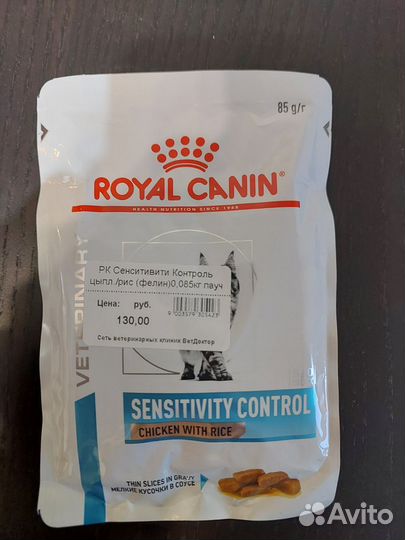 85 g/г
ROYAL CANIN
HEALTH NUTRITION SINCE 1968
VETERINARY
РК Сенситивити Контроль
цыпл./рис (фелин)0,085кг пауч
Цена: руб.
130,00
9003579305423
Сеть ветеринарных клиник ВетДоктор
SENSITIVITY CONTROL
CHICKEN WITH RICE
THIN SLICES IN GRAVY
МЕЛКИЕ КУСОЧКИ В СОУСЕ
Avito